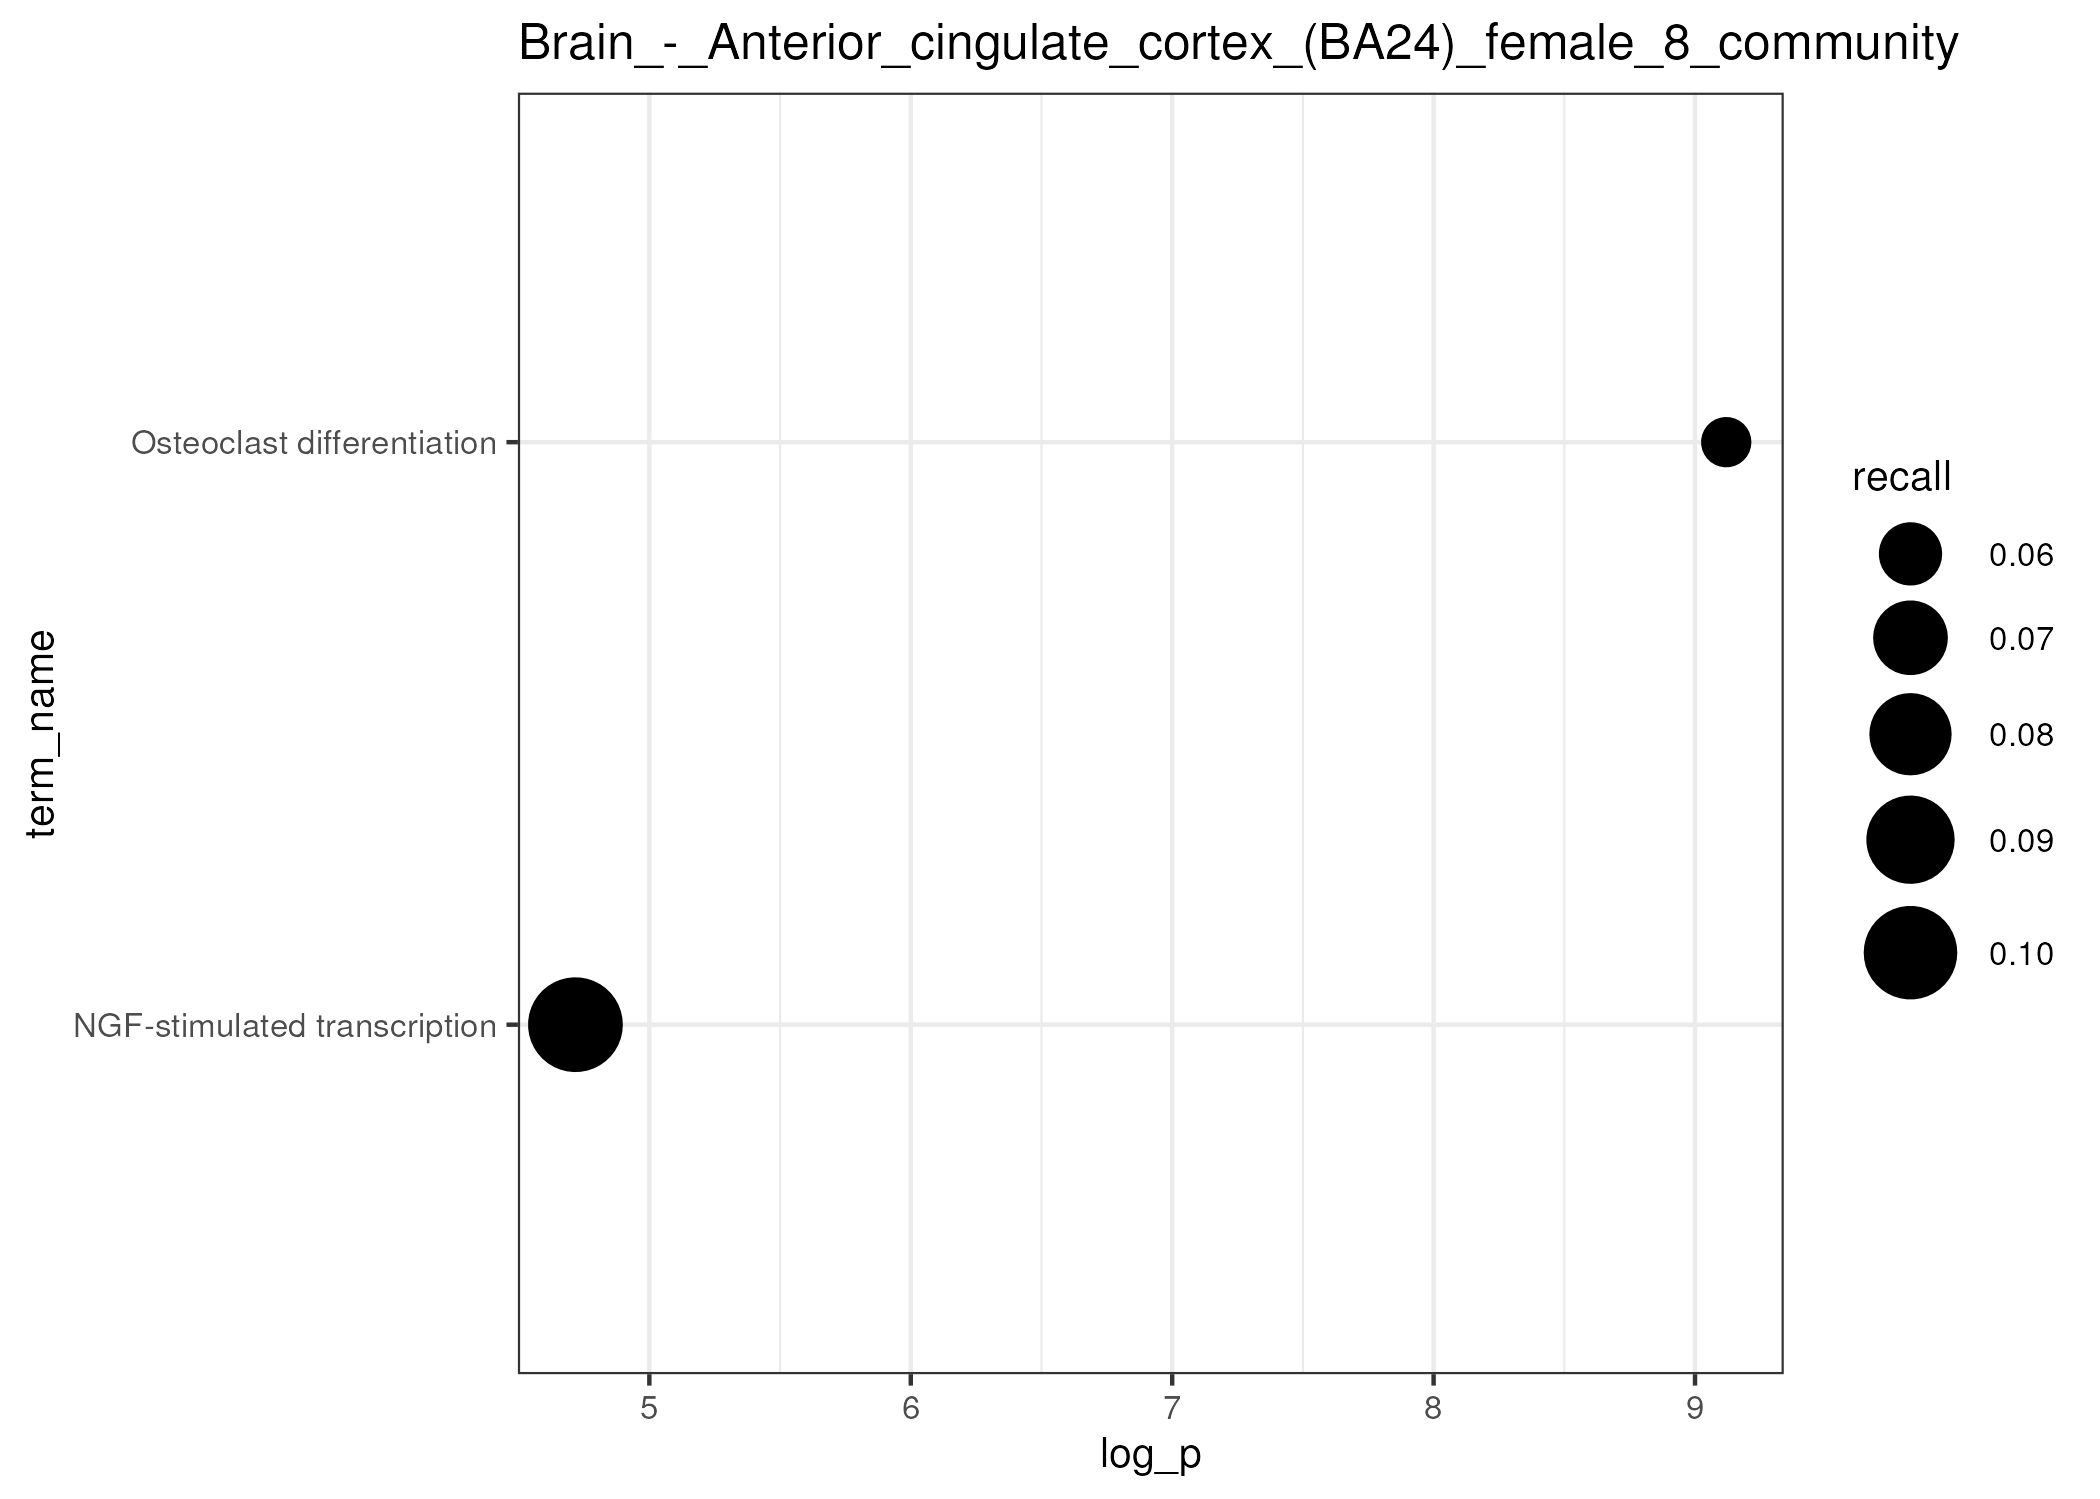 Brain_-_Anterior_cingulate_cortex_(BA24)_female_8_community
term_name
Osteoclast differentiation
NGF-stimulated transcription
5 6 7 8 9
log_p
recall
0.06
0.07
0.08
0.09
0.10